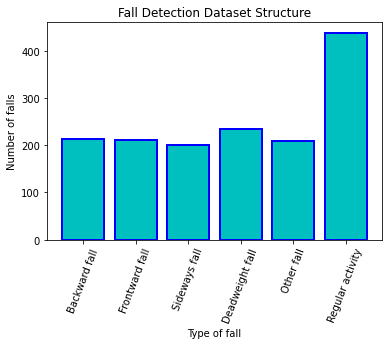 Fall Detection Dataset Structure
Number of falls
400
300
200
100
0
Backward fall
Frontward fall
Sideways fall
Deadweight fall
Other fall
Regular activity
Type of fall